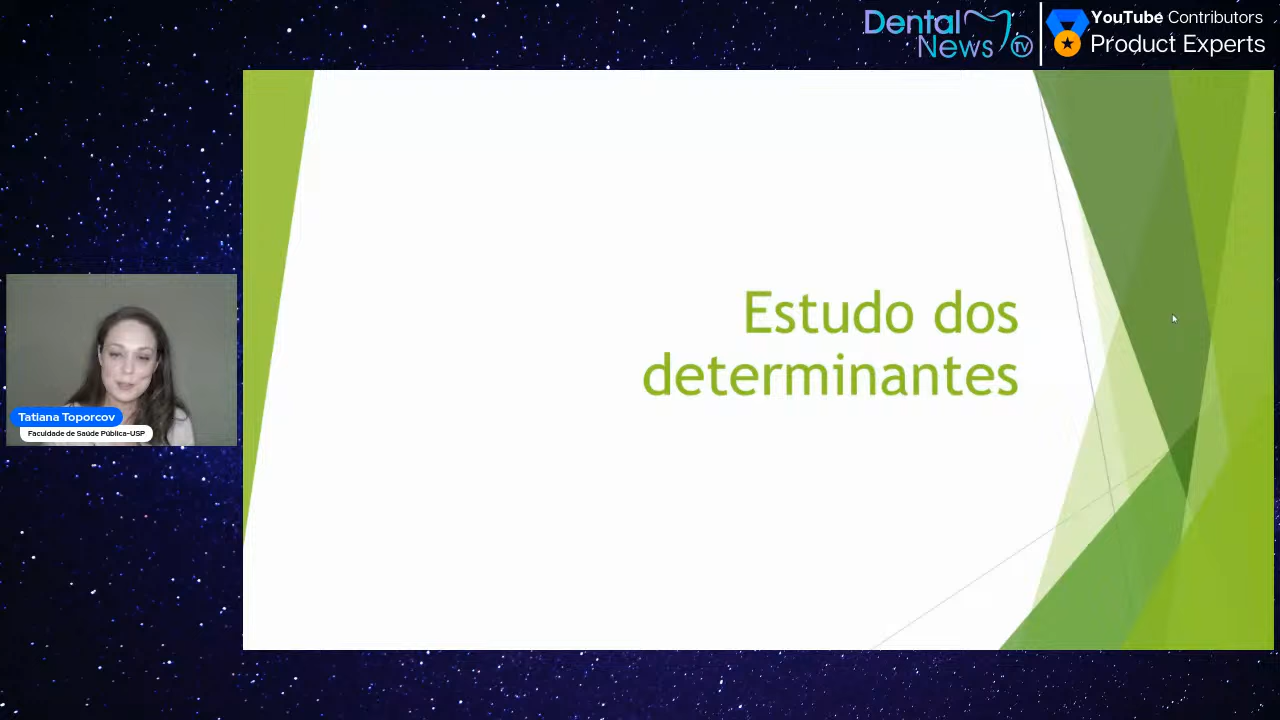 Dental
News TV
YouTube Contributors
Product Experts
Estudo dos
determinantes
Tatiana Toporcov
Faculdade de Saúde Pública-USP